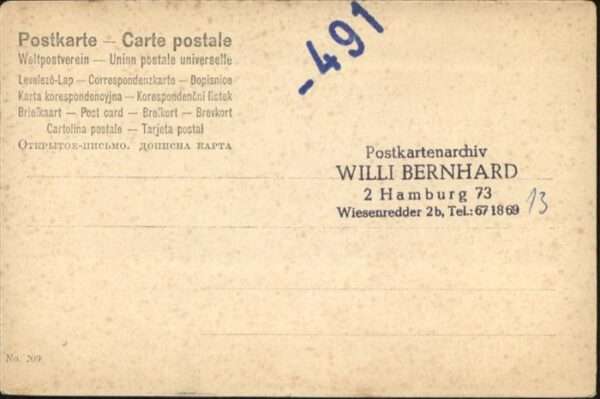 Postkarte — Carte postale
Weltpostverein — Union postale universelle
Levelező-Lap — Correspondenzkarte — Dopisnice
Karta korespondencyjna — Korespondenční lístek
Briefkaart — Post card — Brefkort — Brevkort
Cartolina postale — Tarjeta postal
Открытое-письмо. дописна карта
-491
Postkartenarchiv
WILLI BERNHARD
2 Hamburg 73
Wiesenredder 2b, Tel.: 67 18 69
13
No. 209